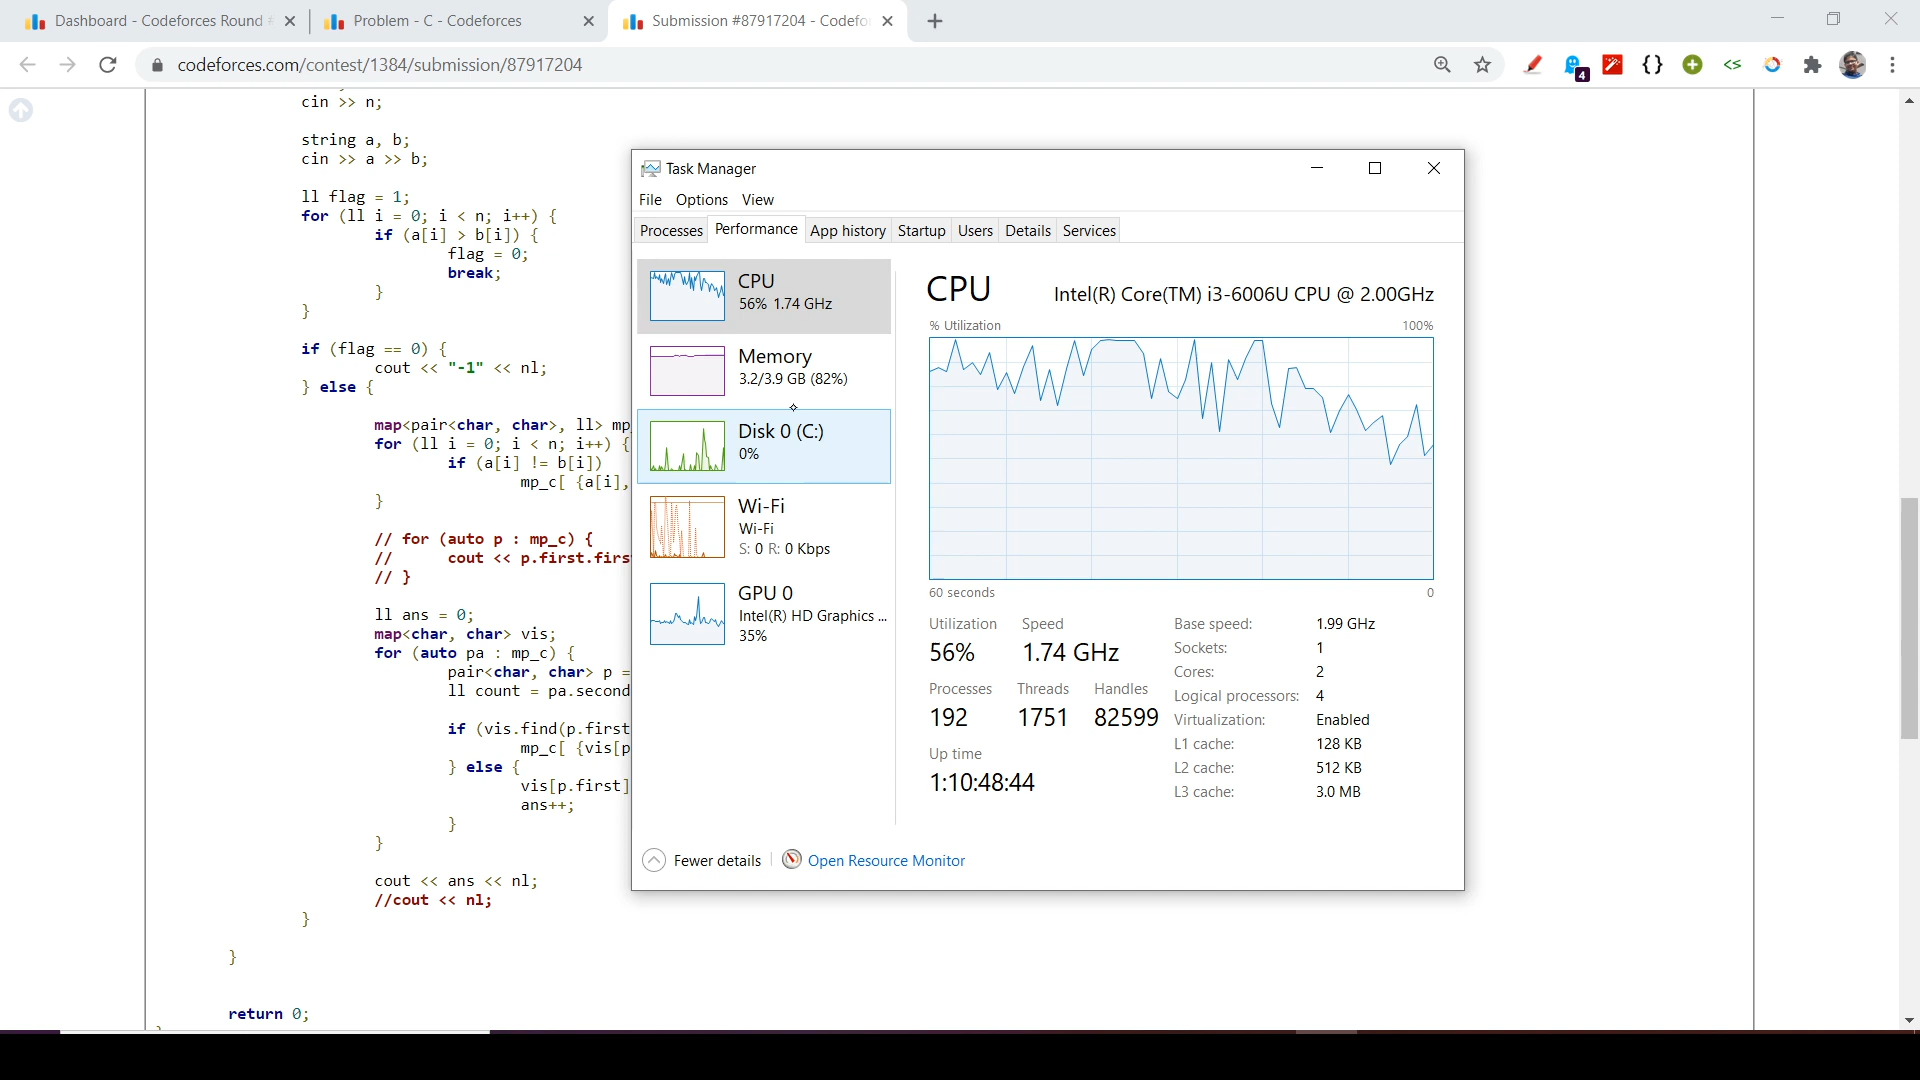 Dashboard - Codeforces Round
Problem - C - Codeforces
Submission #87917204 - Codefo
codeforces.com/contest/1384/submission/87917204
4
cin >> n;
string a, b;
cin >> a >> b;
ll flag = 1;
for (ll i = 0; i < n; i++) {
if (a[i] > b[i]) {
flag = 0;
break;
}
}
if (flag == 0) {
cout << "-1" << nl;
} else {
map<pair<char, char>, ll> mp
for (ll i = 0; i < n; i++) {
if (a[i] != b[i])
mp_c[ {a[i],
}
// for (auto p : mp_c) {
// cout << p.first.firs
// }
ll ans = 0;
map<char, char> vis;
for (auto pa : mp_c) {
pair<char, char> p =
ll count = pa.second
if (vis.find(p.first
mp_c[ {vis[p
} else {
vis[p.first]
ans++;
}
}
cout << ans << nl;
//cout << nl;
}
}
return 0;
Task Manager
File Options View
Processes Performance App history Startup Users Details Services
CPU
56% 1.74 GHz
Memory
3.2/3.9 GB (82%)
Disk 0 (C:)
0%
Wi-Fi
Wi-Fi
S: 0 R: 0 Kbps
GPU 0
Intel(R) HD Graphics ...
35%
CPU Intel(R) Core(TM) i3-6006U CPU @ 2.00GHz
% Utilization 100%
60 seconds 0
Utilization Speed
56% 1.74 GHz
Processes Threads Handles
192 1751 82599
Up time
1:10:48:44
Base speed: 1.99 GHz
Sockets: 1
Cores: 2
Logical processors: 4
Virtualization: Enabled
L1 cache: 128 KB
L2 cache: 512 KB
L3 cache: 3.0 MB
Fewer details Open Resource Monitor